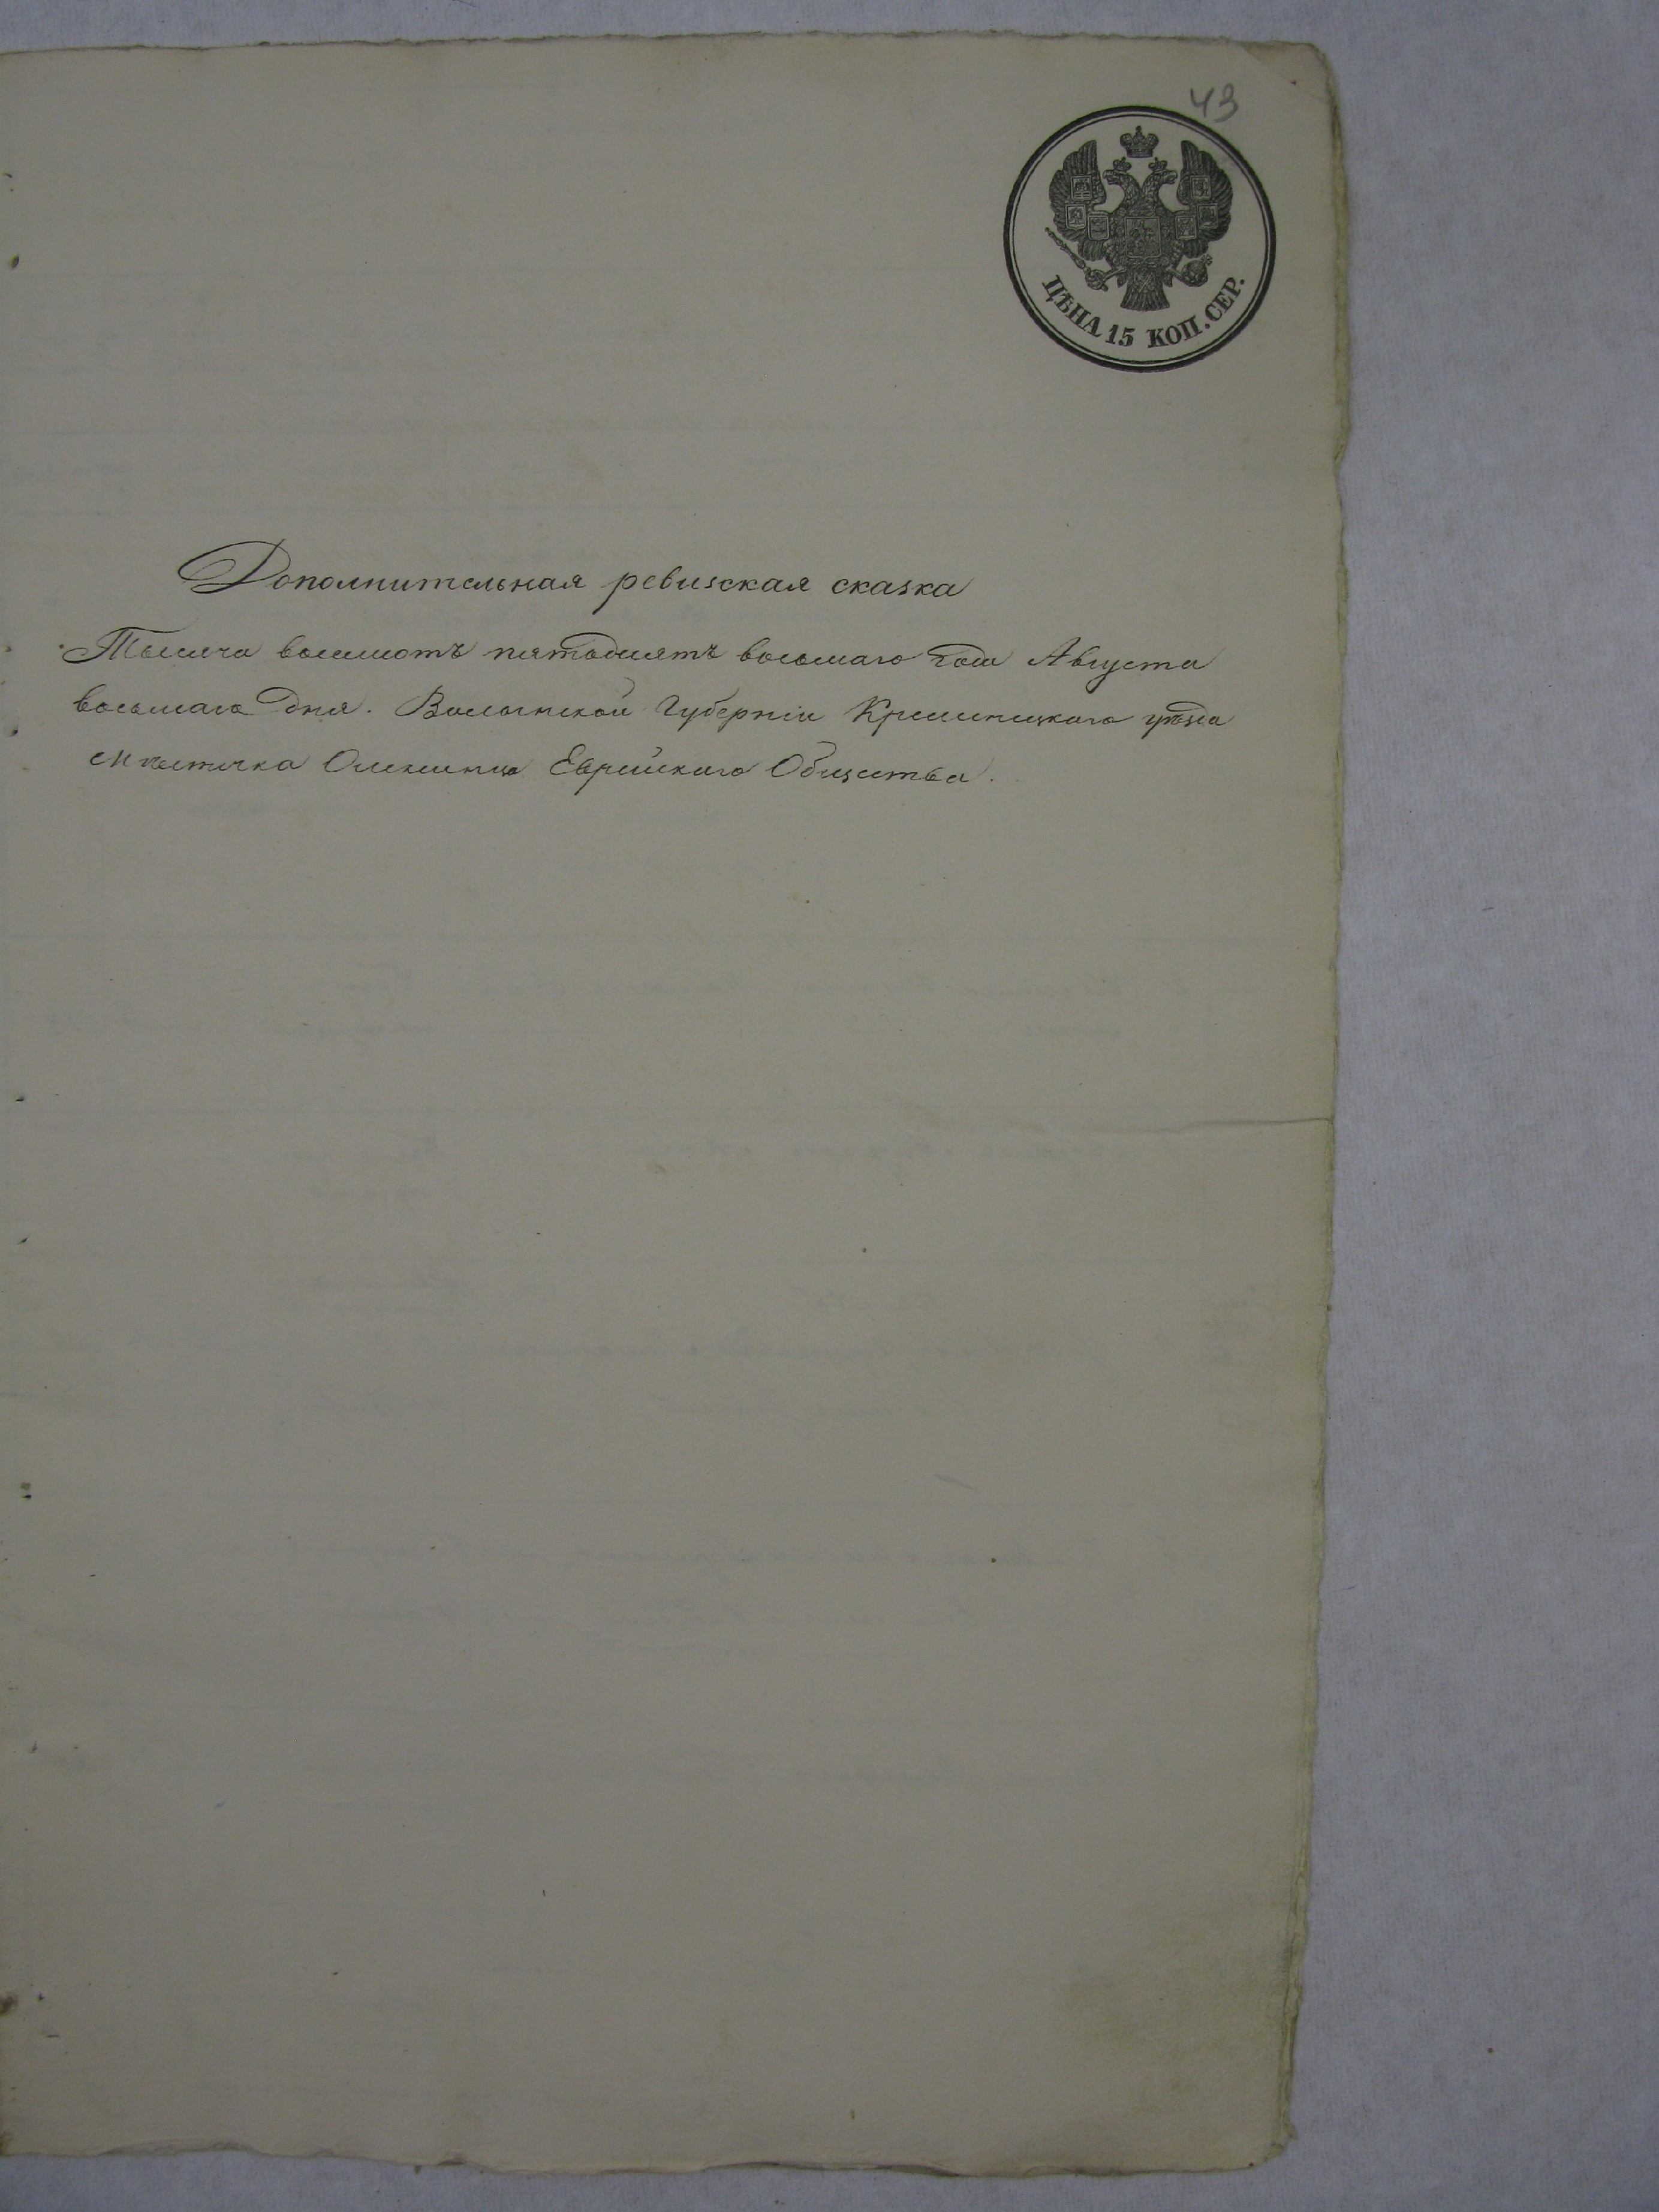 43
ЦѢНА 15 КОП. СЕР.
Дополнительная ревизская сказка
Тысяча восемсотъ пятьдесятъ восьмаго года Августа
восьмаго дня. Волынской Губерніи Кременецкаго уѣзда
мѣстечка Олексинца Еврейскаго Общества.